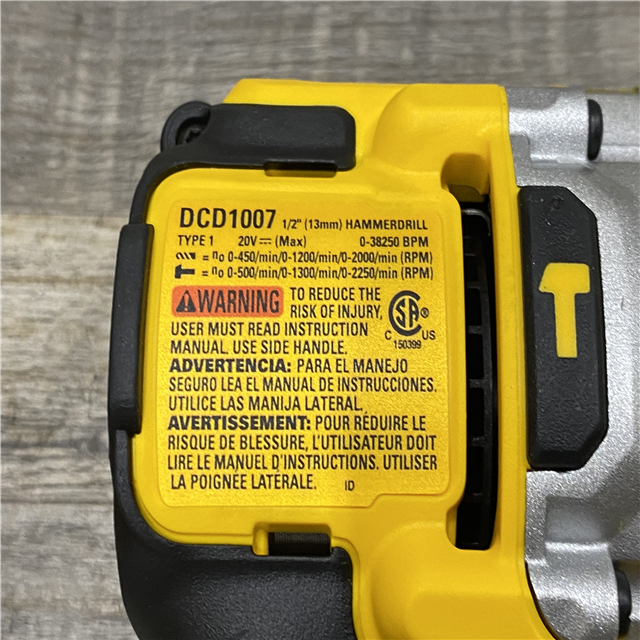 DCD1007 1/2" (13mm) HAMMERDRILL
TYPE 1 20V⎓(Max) 0-38250 BPM
= n0 0-450/min/0-1200/min/0-2000/min (RPM)
= n0 0-500/min/0-1300/min/0-2250/min (RPM)
WARNING TO REDUCE THE
RISK OF INJURY,
USER MUST READ INSTRUCTION
MANUAL. USE SIDE HANDLE.
C US
150399
ADVERTENCIA: PARA EL MANEJO
SEGURO LEA EL MANUAL DE INSTRUCCIONES.
UTILICE LAS MANIJA LATERAL.
AVERTISSEMENT: POUR RÉDUIRE LE
RISQUE DE BLESSURE, L'UTILISATEUR DOIT
LIRE LE MANUEL D'INSTRUCTIONS. UTILISER
LA POIGNÉE LATÉRALE. ID